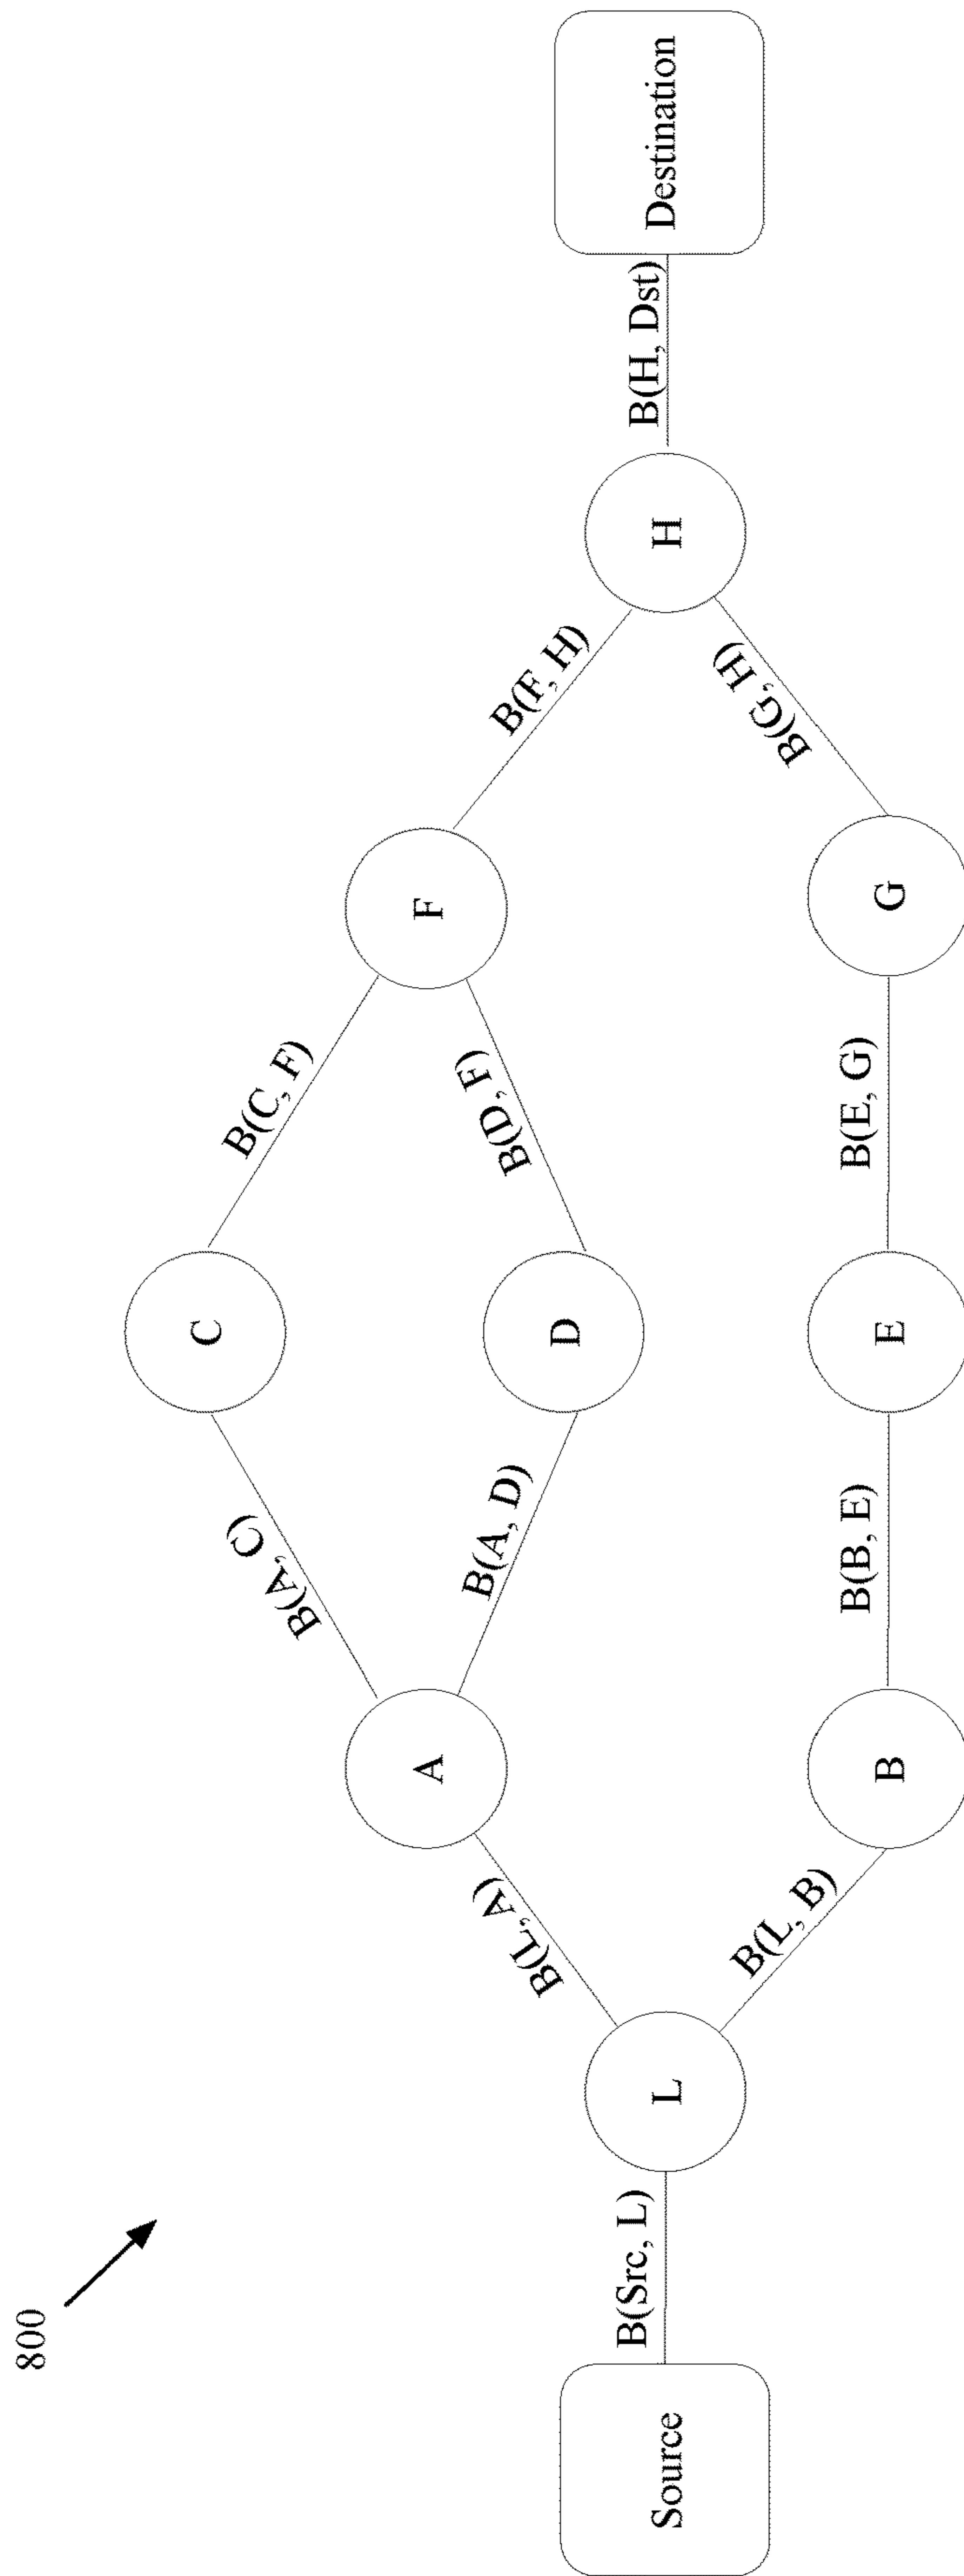 800
Source
B(Src, L)
L
B(L, A)
B(L, B)
A
B
B(A, C)
B(A, D)
B(B, E)
C
D
E
B(C, F)
B(D, F)
B(E, G)
F
G
B(F, H)
B(G, H)
H
B(H, Dst)
Destination